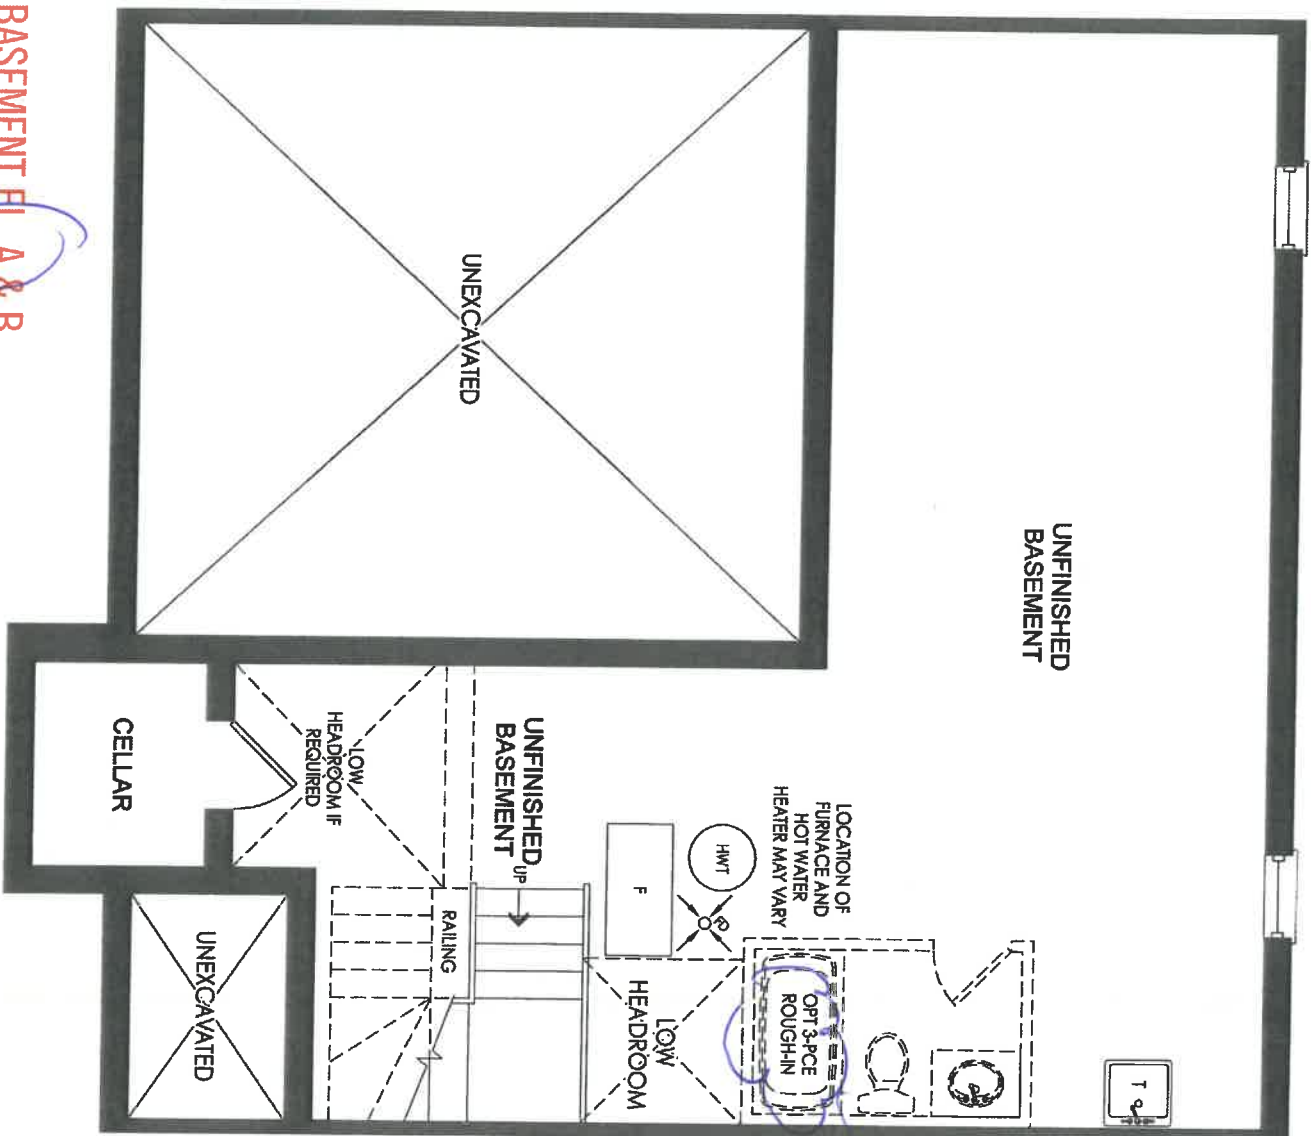 BASEMENT EL A & B
UNEXCAVATED
UNFINISHED
BASEMENT
CELLAR
LOW
HEADROOM IF
REQUIRED
UNFINISHED
BASEMENT
UP
LOCATION OF
FURNACE AND
HOT WATER
HEATER MAY VARY
HWT
F
FD
RAILING
UNEXCAVATED
LOW
HEADROOM
OPT 3-PCE
ROUGH-IN
T